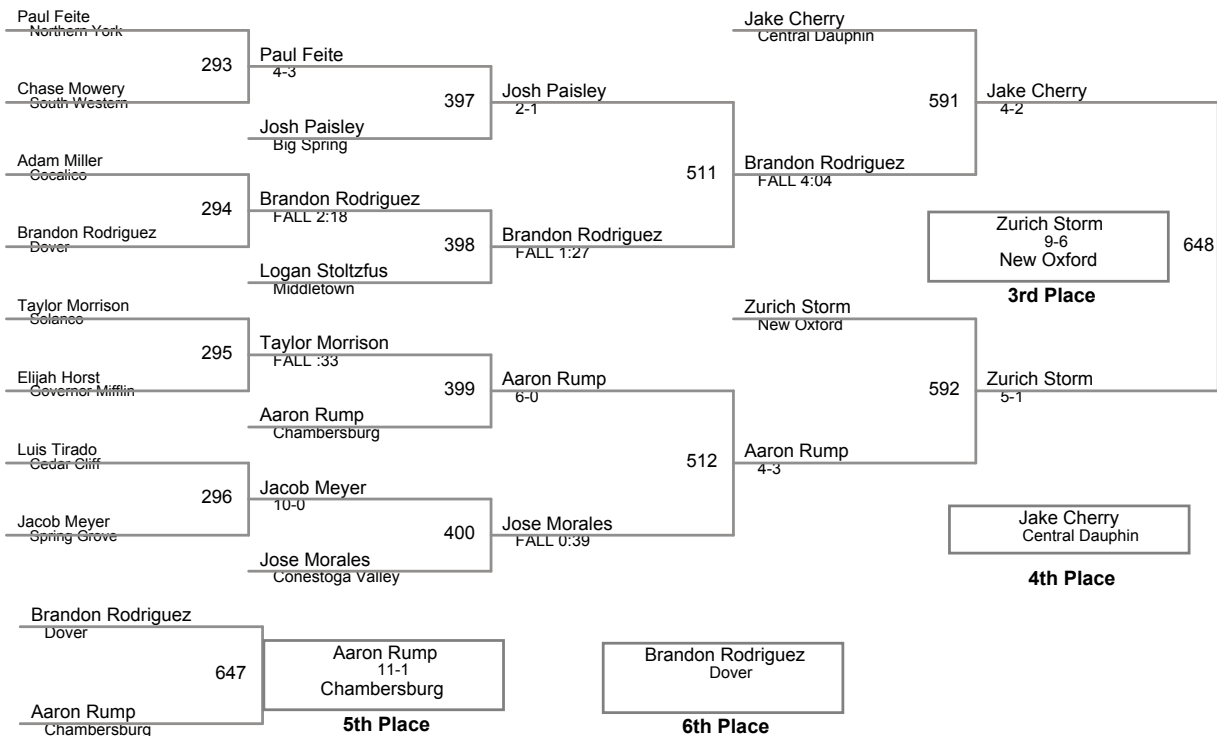 Paul Feite
Northern York
293
Chase Mowery
South Western
Adam Miller
Cocalico
294
Brandon Rodriguez
Dover
Taylor Morrison
Solanco
295
Elijah Horst
Governor Mifflin
Luis Tirado
Cedar Cliff
296
Jacob Meyer
Spring Grove
Paul Feite
4-3
397
Josh Paisley
Big Spring
Brandon Rodriguez
FALL 2:18
398
Logan Stoltzfus
Middletown
Taylor Morrison
FALL :33
399
Aaron Rump
Chambersburg
Jacob Meyer
10-0
400
Jose Morales
Conestoga Valley
Josh Paisley
2-1
511
Brandon Rodriguez
FALL 1:27
Aaron Rump
6-0
512
Jose Morales
FALL 0:39
Jake Cherry
Central Dauphin
591
Brandon Rodriguez
FALL 4:04
Zurich Storm
New Oxford
592
Aaron Rump
4-3
Jake Cherry
4-2
Zurich Storm
9-6
New Oxford
648
3rd Place
Zurich Storm
5-1
Jake Cherry
Central Dauphin
4th Place
Brandon Rodriguez
Dover
647
Aaron Rump
Chambersburg
Aaron Rump
11-1
Chambersburg
5th Place
Brandon Rodriguez
Dover
6th Place